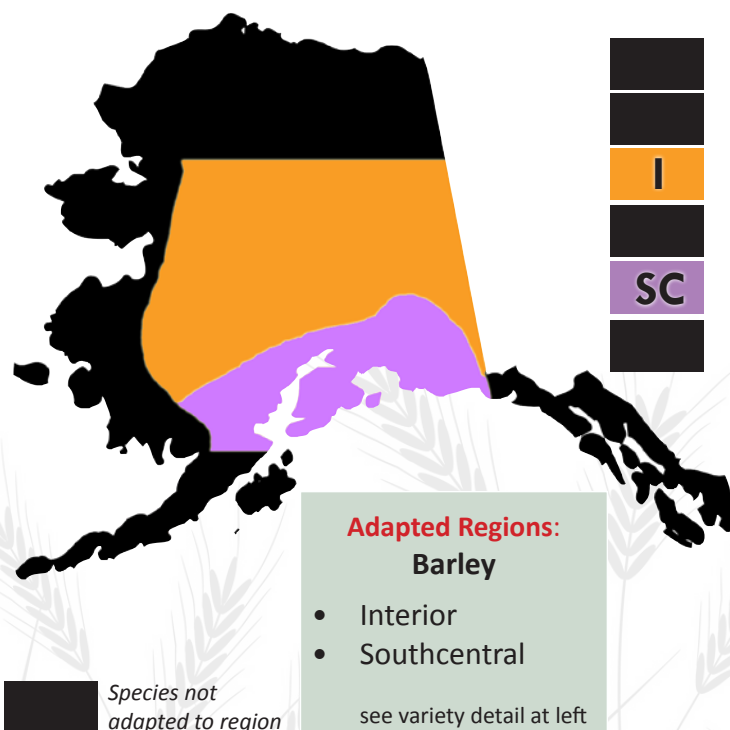 I
SC
Adapted Regions:
Barley
• Interior
• Southcentral
see variety detail at left
Species not
adapted to region